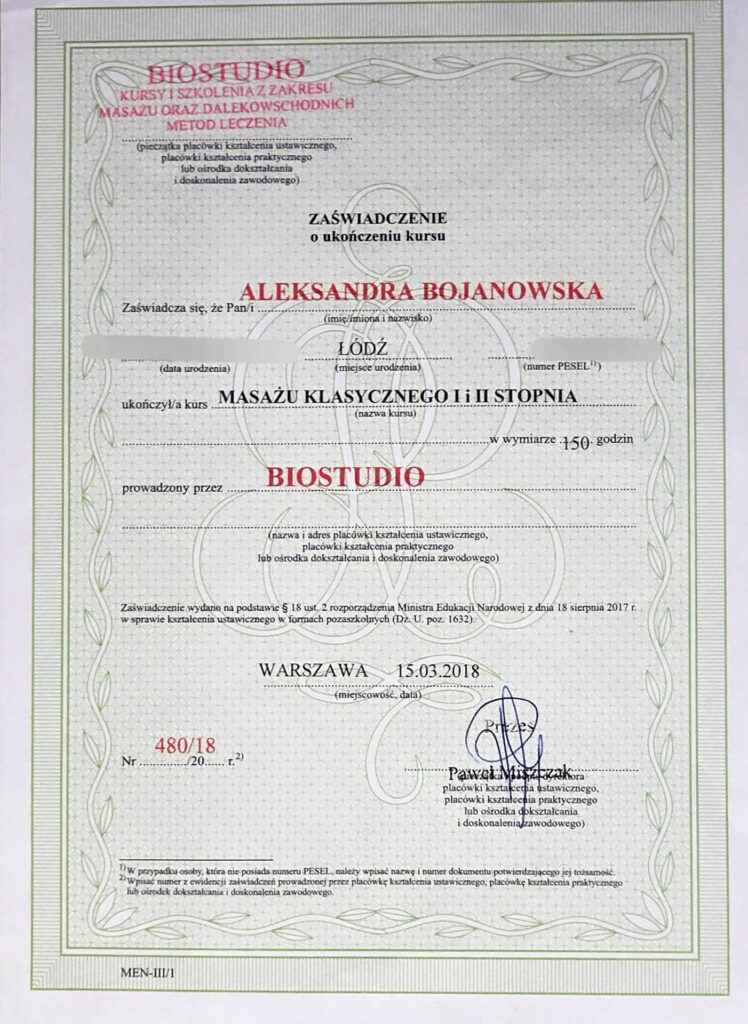 BIOSTUDIO
KURSY I SZKOLENIA Z ZAKRESU
MASAŻU ORAZ DALEKOWSCHODNICH
METOD LECZENIA
(pieczątka placówki kształcenia ustawicznego,
placówki kształcenia praktycznego
lub ośrodka dokształcania
i doskonalenia zawodowego)
ZAŚWIADCZENIE
o ukończeniu kursu
Zaświadcza się, że Pan/i ALEKSANDRA BOJANOWSKA
(imię/imiona i nazwisko)
ŁÓDŹ
(data urodzenia) (miejsce urodzenia) (numer PESEL1))
ukończył/a kurs MASAŻU KLASYCZNEGO I i II STOPNIA
(nazwa kursu)
w wymiarze 150 godzin
prowadzony przez BIOSTUDIO
(nazwa i adres placówki kształcenia ustawicznego,
placówki kształcenia praktycznego
lub ośrodka dokształcania i doskonalenia zawodowego)
Zaświadczenie wydano na podstawie § 18 ust. 2 rozporządzenia Ministra Edukacji Narodowej z dnia 18 sierpnia 2017 r.
w sprawie kształcenia ustawicznego w formach pozaszkolnych (Dz. U. poz. 1632).
WARSZAWA 15.03.2018
(miejscowość, data)
Prezes
480/18
Nr ............./20...... r.2)
Paweł Miszczak
placówki kształcenia ustawicznego,
placówki kształcenia praktycznego
lub ośrodka dokształcania
i doskonalenia zawodowego)
1) W przypadku osoby, która nie posiada numeru PESEL, należy wpisać nazwę i numer dokumentu potwierdzającego jej tożsamość.
2) Wpisać numer z ewidencji zaświadczeń prowadzonej przez placówkę kształcenia ustawicznego, placówkę kształcenia praktycznego
lub ośrodek dokształcania i doskonalenia zawodowego.
MEN-III/1